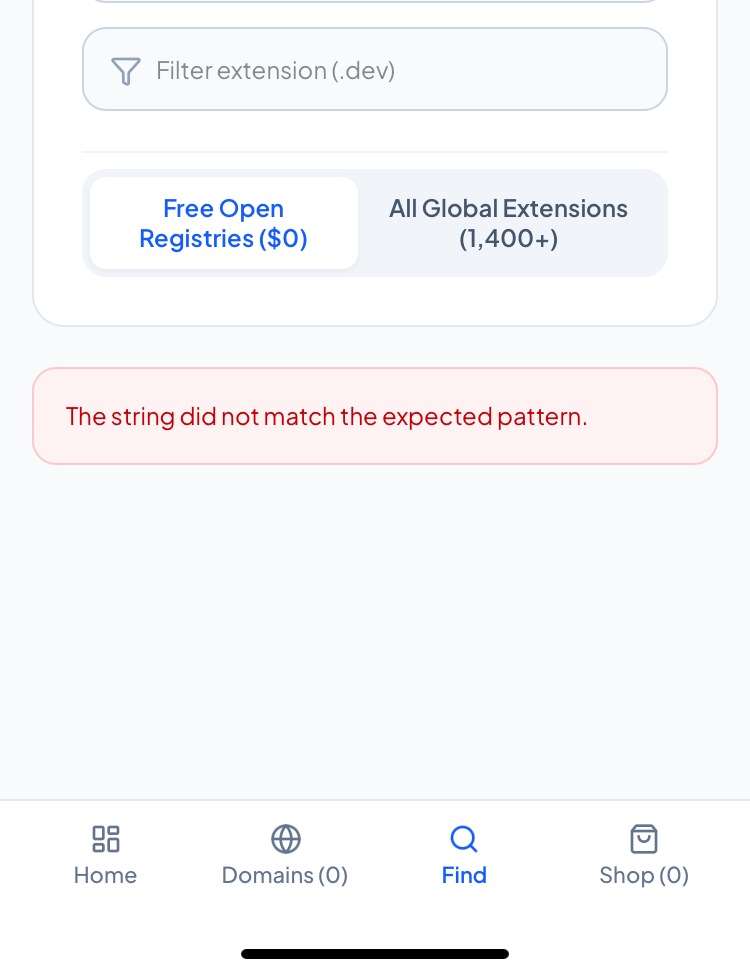 Filter extension (.dev)
Free Open
Registries ($0)
All Global Extensions
(1,400+)
The string did not match the expected pattern.
Home
Domains (0)
Find
Shop (0)